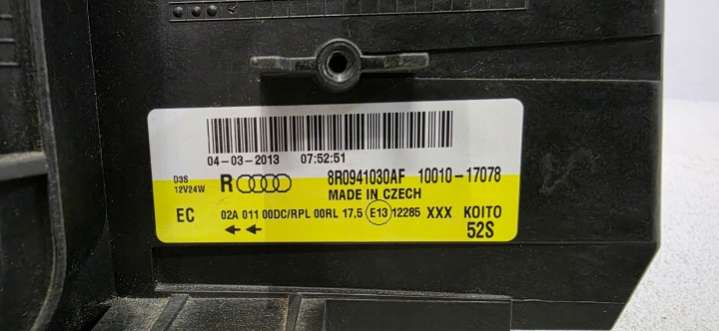 04-03-2013 07:52:51
D3S
12V24W
R 8R0941030AF 10010-17078
MADE IN CZECH
EC 02A 011 00DC/RPL 00RL 17,5 E13 12285 XXX KOITO
52S